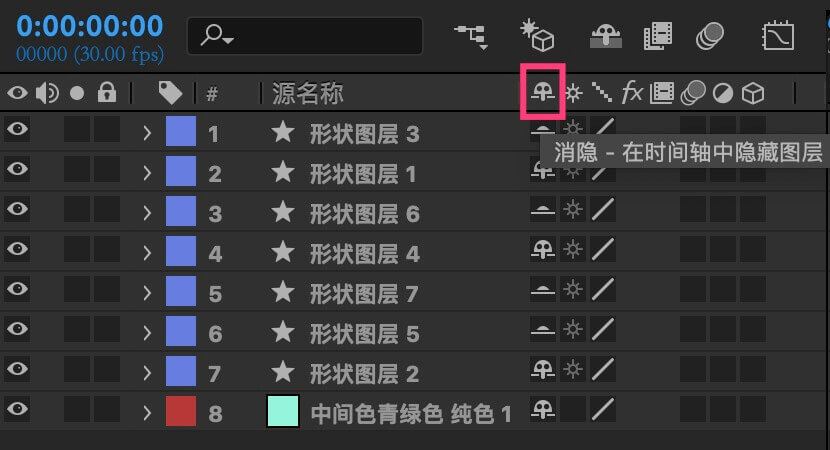 0:00:00:00
00000 (30.00 fps)
# 源名称 fx
1 形状图层 3
消隐 - 在时间轴中隐藏图层
2 形状图层 1
3 形状图层 6
4 形状图层 4
5 形状图层 7
6 形状图层 5
7 形状图层 2
8 中间色青绿色 纯色 1